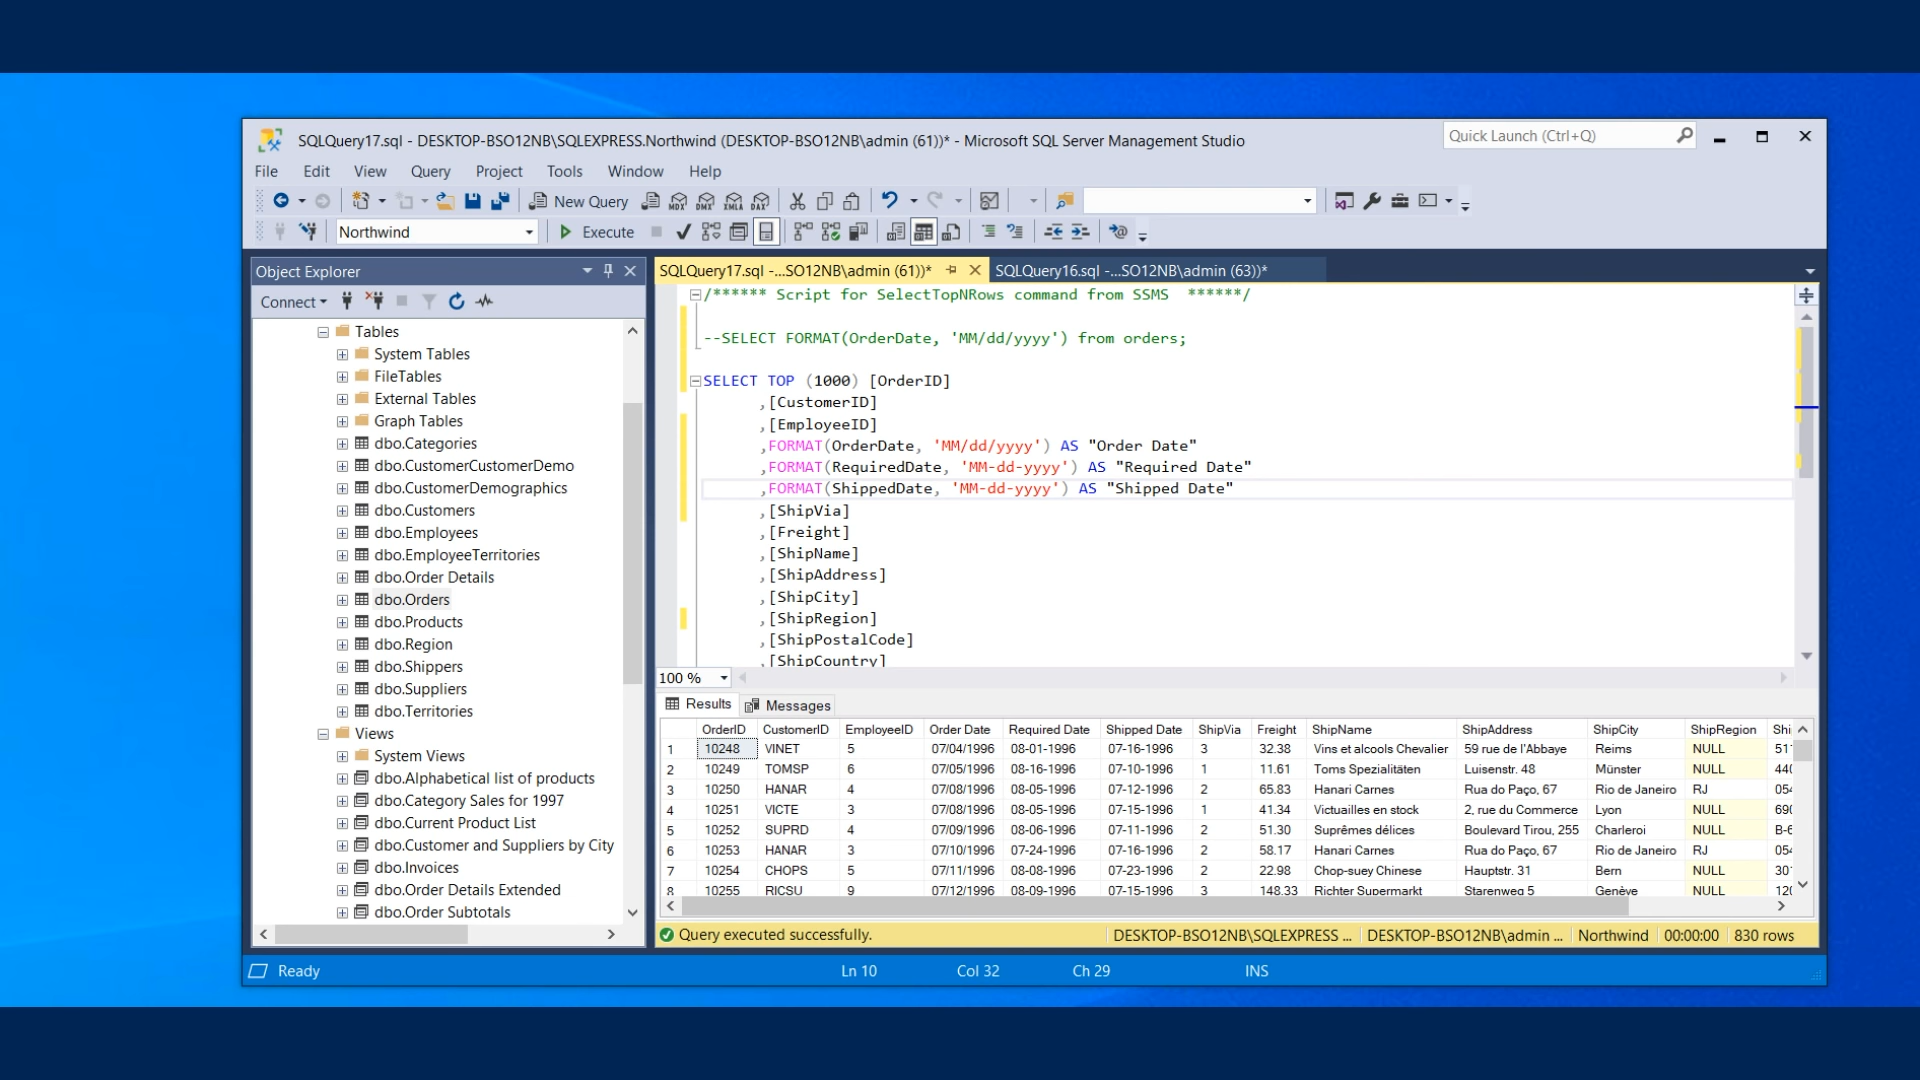 SQLQuery17.sql - DESKTOP-BSO12NB\SQLEXPRESS.Northwind (DESKTOP-BSO12NB\admin (61))* - Microsoft SQL Server Management Studio
Quick Launch (Ctrl+Q)
File Edit View Query Project Tools Window Help
New Query MDX DMX XMLA DAX
Northwind Execute
Object Explorer
Connect
Tables
System Tables
FileTables
External Tables
Graph Tables
dbo.Categories
dbo.CustomerCustomerDemo
dbo.CustomerDemographics
dbo.Customers
dbo.Employees
dbo.EmployeeTerritories
dbo.Order Details
dbo.Orders
dbo.Products
dbo.Region
dbo.Shippers
dbo.Suppliers
dbo.Territories
Views
System Views
dbo.Alphabetical list of products
dbo.Category Sales for 1997
dbo.Current Product List
dbo.Customer and Suppliers by City
dbo.Invoices
dbo.Order Details Extended
dbo.Order Subtotals
SQLQuery17.sql -...SO12NB\admin (61))* SQLQuery16.sql -...SO12NB\admin (63))*
/****** Script for SelectTopNRows command from SSMS ******/
--SELECT FORMAT(OrderDate, 'MM/dd/yyyy') from orders;
SELECT TOP (1000) [OrderID]
,[CustomerID]
,[EmployeeID]
,FORMAT(OrderDate, 'MM/dd/yyyy') AS "Order Date"
,FORMAT(RequiredDate, 'MM-dd-yyyy') AS "Required Date"
,FORMAT(ShippedDate, 'MM-dd-yyyy') AS "Shipped Date"
,[ShipVia]
,[Freight]
,[ShipName]
,[ShipAddress]
,[ShipCity]
,[ShipRegion]
,[ShipPostalCode]
,[ShipCountry]
100 %
Results Messages
OrderID CustomerID EmployeeID Order Date Required Date Shipped Date ShipVia Freight ShipName ShipAddress ShipCity ShipRegion Shi
1 10248 VINET 5 07/04/1996 08-01-1996 07-16-1996 3 32.38 Vins et alcools Chevalier 59 rue de l'Abbaye Reims NULL 51
2 10249 TOMSP 6 07/05/1996 08-16-1996 07-10-1996 1 11.61 Toms Spezialitäten Luisenstr. 48 Münster NULL 440
3 10250 HANAR 4 07/08/1996 08-05-1996 07-12-1996 2 65.83 Hanari Carnes Rua do Paço, 67 Rio de Janeiro RJ 054
4 10251 VICTE 3 07/08/1996 08-05-1996 07-15-1996 1 41.34 Victuailles en stock 2, rue du Commerce Lyon NULL 690
5 10252 SUPRD 4 07/09/1996 08-06-1996 07-11-1996 2 51.30 Suprêmes délices Boulevard Tirou, 255 Charleroi NULL B-6
6 10253 HANAR 3 07/10/1996 07-24-1996 07-16-1996 2 58.17 Hanari Carnes Rua do Paço, 67 Rio de Janeiro RJ 054
7 10254 CHOPS 5 07/11/1996 08-08-1996 07-23-1996 2 22.98 Chop-suey Chinese Hauptstr. 31 Bern NULL 30
8 10255 RICSU 9 07/12/1996 08-09-1996 07-15-1996 3 148.33 Richter Supermarkt Starenweg 5 Genève NULL 120
Query executed successfully. DESKTOP-BSO12NB\SQLEXPRESS ... DESKTOP-BSO12NB\admin ... Northwind 00:00:00 830 rows
Ready Ln 10 Col 32 Ch 29 INS